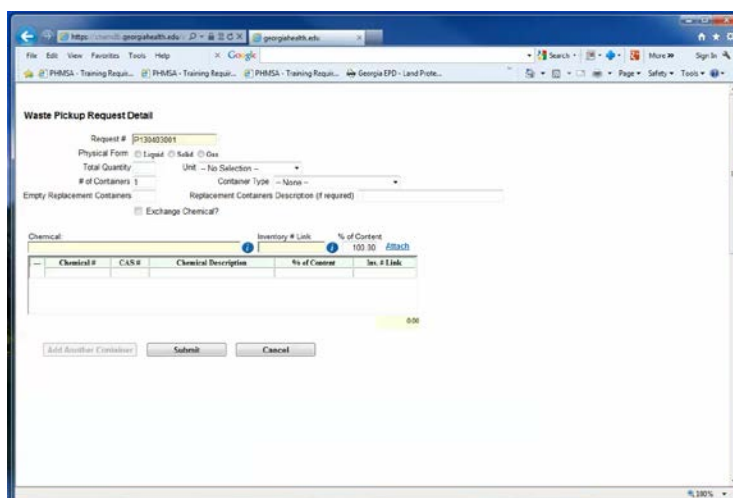 https://chemdb.georgiahealth.edu georgiahealth.edu
File Edit View Favorites Tools Help x Google Search More >> Sign In
PHMSA - Training Requir... PHMSA - Training Requir... PHMSA - Training Requir... Georgia EPD - Land Prote... Page Safety Tools
Waste Pickup Request Detail
Request # P130403001
Physical Form Liquid Solid Gas
Total Quantity Unit -- No Selection --
# of Containers 1 Container Type -- None --
Empty Replacement Containers Replacement Containers Description (if required)
Exchange Chemical?
Chemical: Inventory # Link: % of Content
100.00 Attach
--- Chemical # CAS # Chemical Description % of Content Inv. # Link
0.00
Add Another Container Submit Cancel
100%